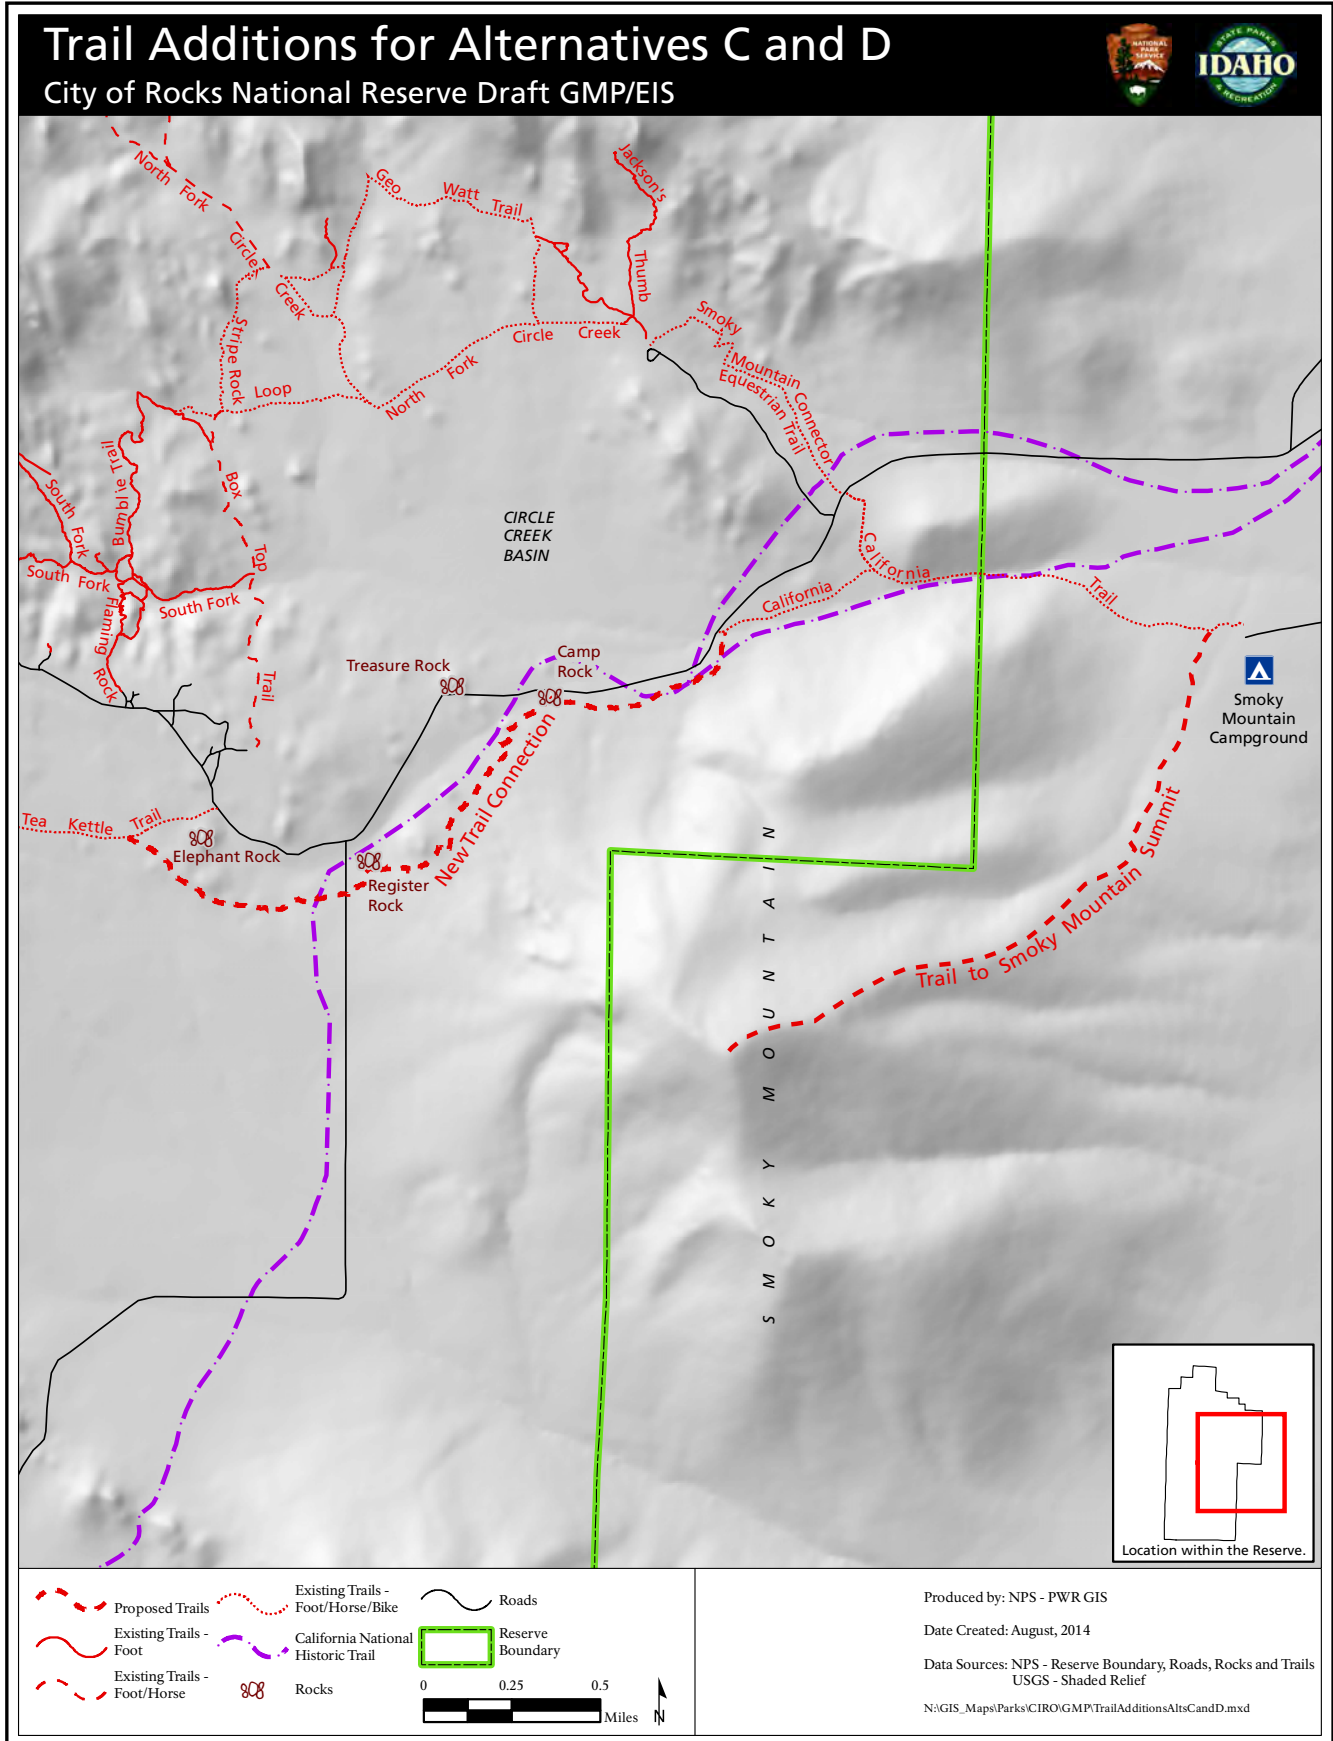 Trail Additions for Alternatives C and D
City of Rocks National Reserve Draft GMP/EIS
NATIONAL
PARK
SERVICE
STATE PARKS
IDAHO
& RECREATION
North Fork
Circle
Creek
Geo Watt Trail
Jackson's
Thumb
Smoky
Mountain Connector
Equestrian Trail
Circle Creek
North Fork
Stripe Rock
Loop
Bumblie Trail
South Fork
South Fork
South Fork
Flaming
Rock
Box
Top
Trail
CIRCLE
CREEK
BASIN
California
California
Trail
Treasure Rock
Camp
Rock
New Trail Connection
Smoky
Mountain
Campground
Tea Kettle Trail
Elephant Rock
Register
Rock
Trail to Smoky Mountain Summit
SMOKY MOUNTAIN
Location within the Reserve.
Proposed Trails
Existing Trails -
Foot
Existing Trails -
Foot/Horse
Existing Trails -
Foot/Horse/Bike
California National
Historic Trail
Rocks
Roads
Reserve
Boundary
0 0.25 0.5
Miles
N
Produced by: NPS - PWR GIS
Date Created: August, 2014
Data Sources: NPS - Reserve Boundary, Roads, Rocks and Trails
USGS - Shaded Relief
N:\GIS_Maps\Parks\CIRO\GMP\TrailAdditionsAltsCandD.mxd